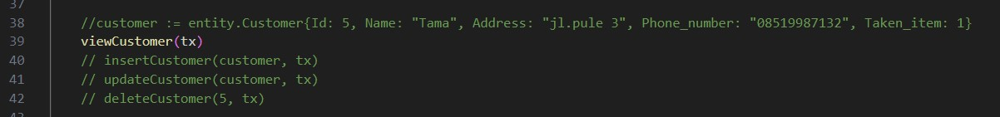 37
38 //customer := entity.Customer{Id: 5, Name: "Tama", Address: "jl.pule 3", Phone_number: "08519987132", Taken_item: 1}
39 viewCustomer(tx)
40 // insertCustomer(customer, tx)
41 // updateCustomer(customer, tx)
42 // deleteCustomer(5, tx)
43